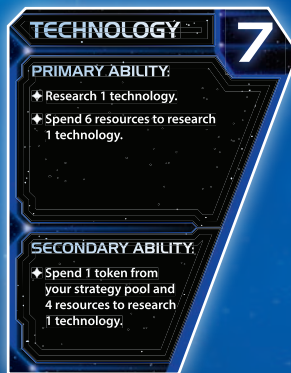 TECHNOLOGY 7
PRIMARY ABILITY:
Research 1 technology.
Spend 6 resources to research
1 technology.
SECONDARY ABILITY:
Spend 1 token from
your strategy pool and
4 resources to research
1 technology.